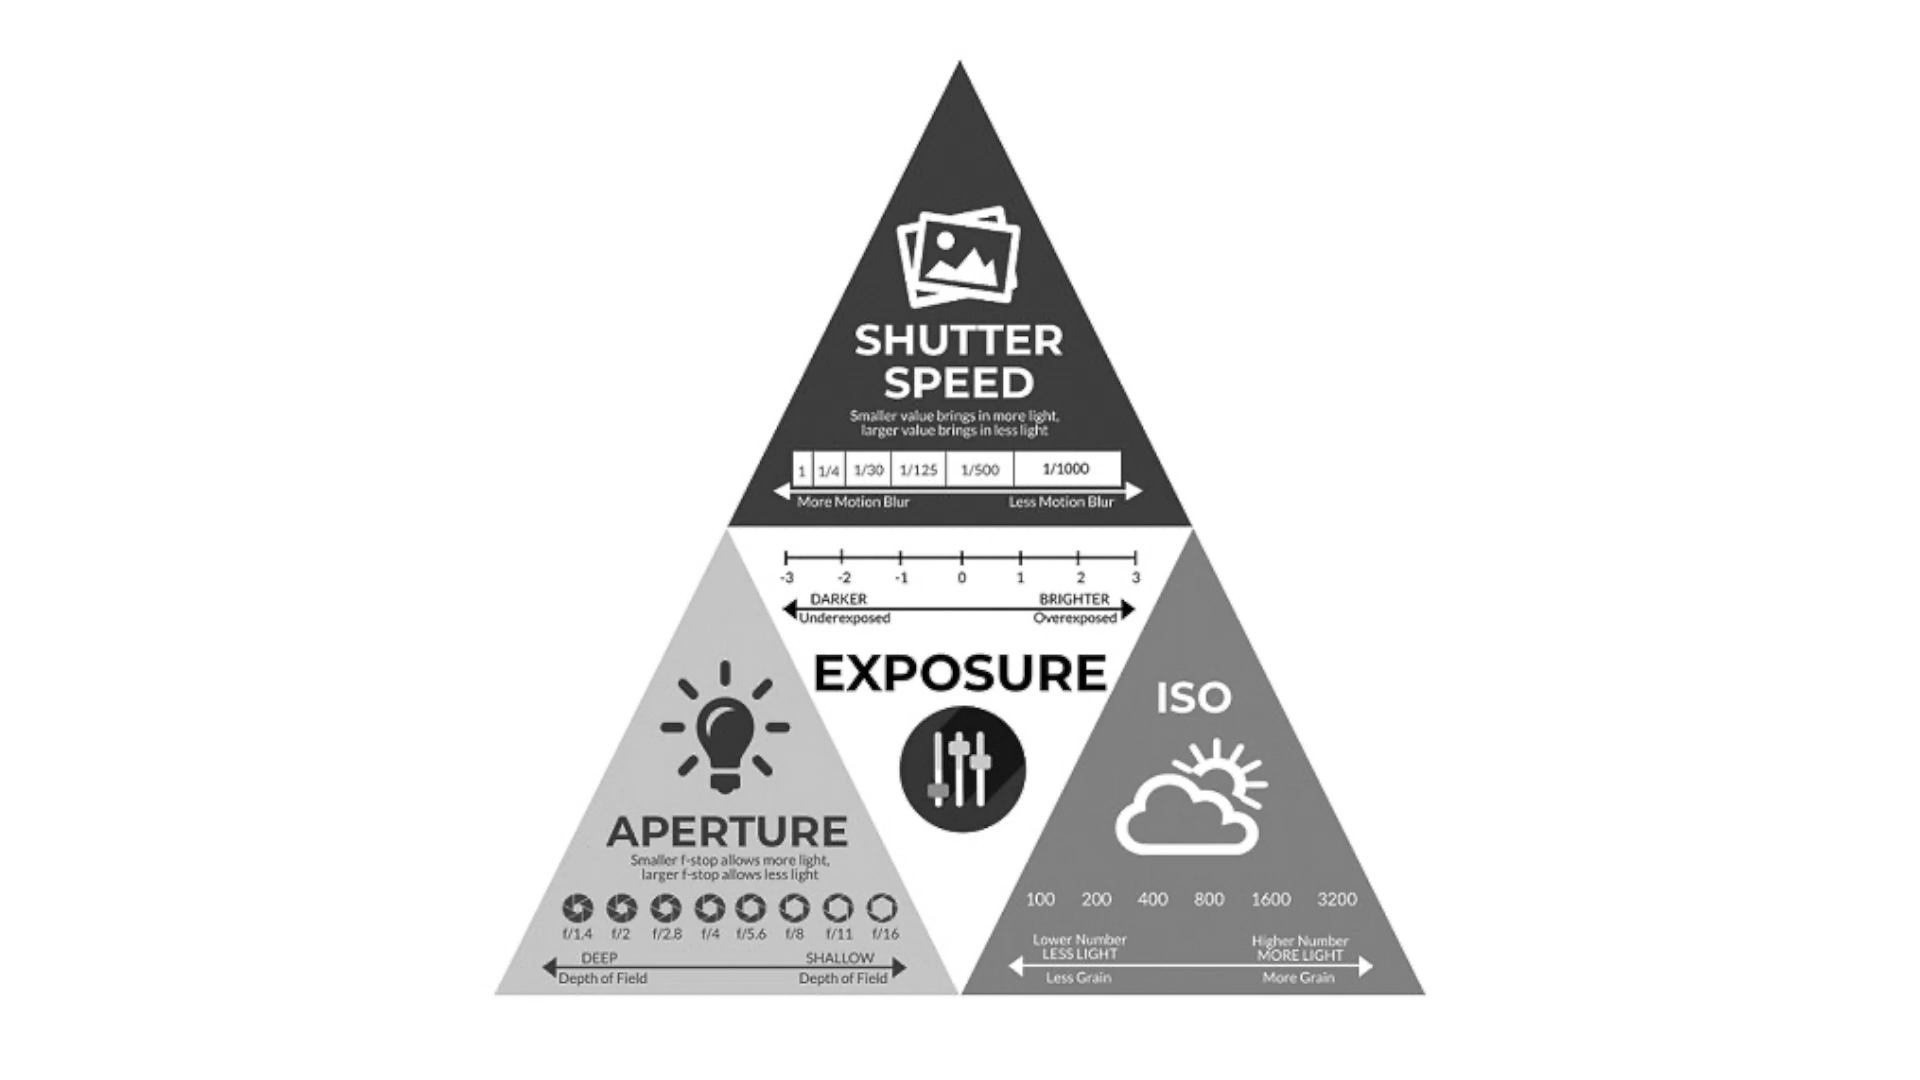 SHUTTER
SPEED
Smaller value brings in more light,
larger value brings in less light
1 1/4 1/30 1/125 1/500 1/1000
More Motion Blur Less Motion Blur
-3 -2 -1 0 1 2 3
DARKER BRIGHTER
Underexposed Overexposed
EXPOSURE
APERTURE
Smaller f-stop allows more light,
larger f-stop allows less light
f/1.4 f/2 f/2.8 f/4 f/5.6 f/8 f/11 f/16
DEEP SHALLOW
Depth of Field Depth of Field
ISO
100 200 400 800 1600 3200
Lower Number Higher Number
LESS LIGHT MORE LIGHT
Less Grain More Grain